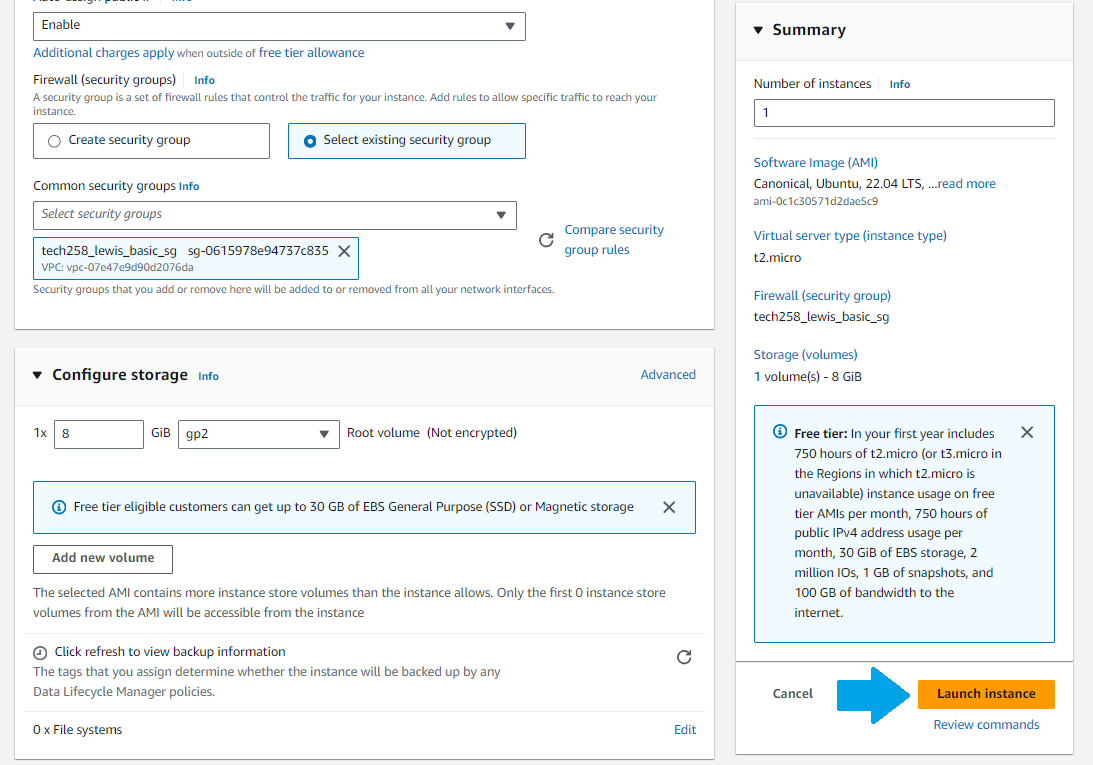 Auto-assign public IP Info
Enable
Additional charges apply when outside of free tier allowance
Firewall (security groups) Info
A security group is a set of firewall rules that control the traffic for your instance. Add rules to allow specific traffic to reach your
instance.
Create security group
Select existing security group
Common security groups Info
Select security groups
tech258_lewis_basic_sg sg-0615978e94737c835
VPC: vpc-07e47e9d90d2076da
Compare security
group rules
Security groups that you add or remove here will be added to or removed from all your network interfaces.
Configure storage Info
Advanced
1x 8 GiB gp2 Root volume (Not encrypted)
Free tier eligible customers can get up to 30 GB of EBS General Purpose (SSD) or Magnetic storage
Add new volume
The selected AMI contains more instance store volumes than the instance allows. Only the first 0 instance store
volumes from the AMI will be accessible from the instance
Click refresh to view backup information
The tags that you assign determine whether the instance will be backed up by any
Data Lifecycle Manager policies.
0 x File systems
Edit
Summary
Number of instances Info
1
Software Image (AMI)
Canonical, Ubuntu, 22.04 LTS, ...read more
ami-0c1c30571d2dae5c9
Virtual server type (instance type)
t2.micro
Firewall (security group)
tech258_lewis_basic_sg
Storage (volumes)
1 volume(s) - 8 GiB
Free tier: In your first year includes
750 hours of t2.micro (or t3.micro in
the Regions in which t2.micro is
unavailable) instance usage on free
tier AMIs per month, 750 hours of
public IPv4 address usage per
month, 30 GiB of EBS storage, 2
million IOs, 1 GB of snapshots, and
100 GB of bandwidth to the
internet.
Cancel
Launch instance
Review commands